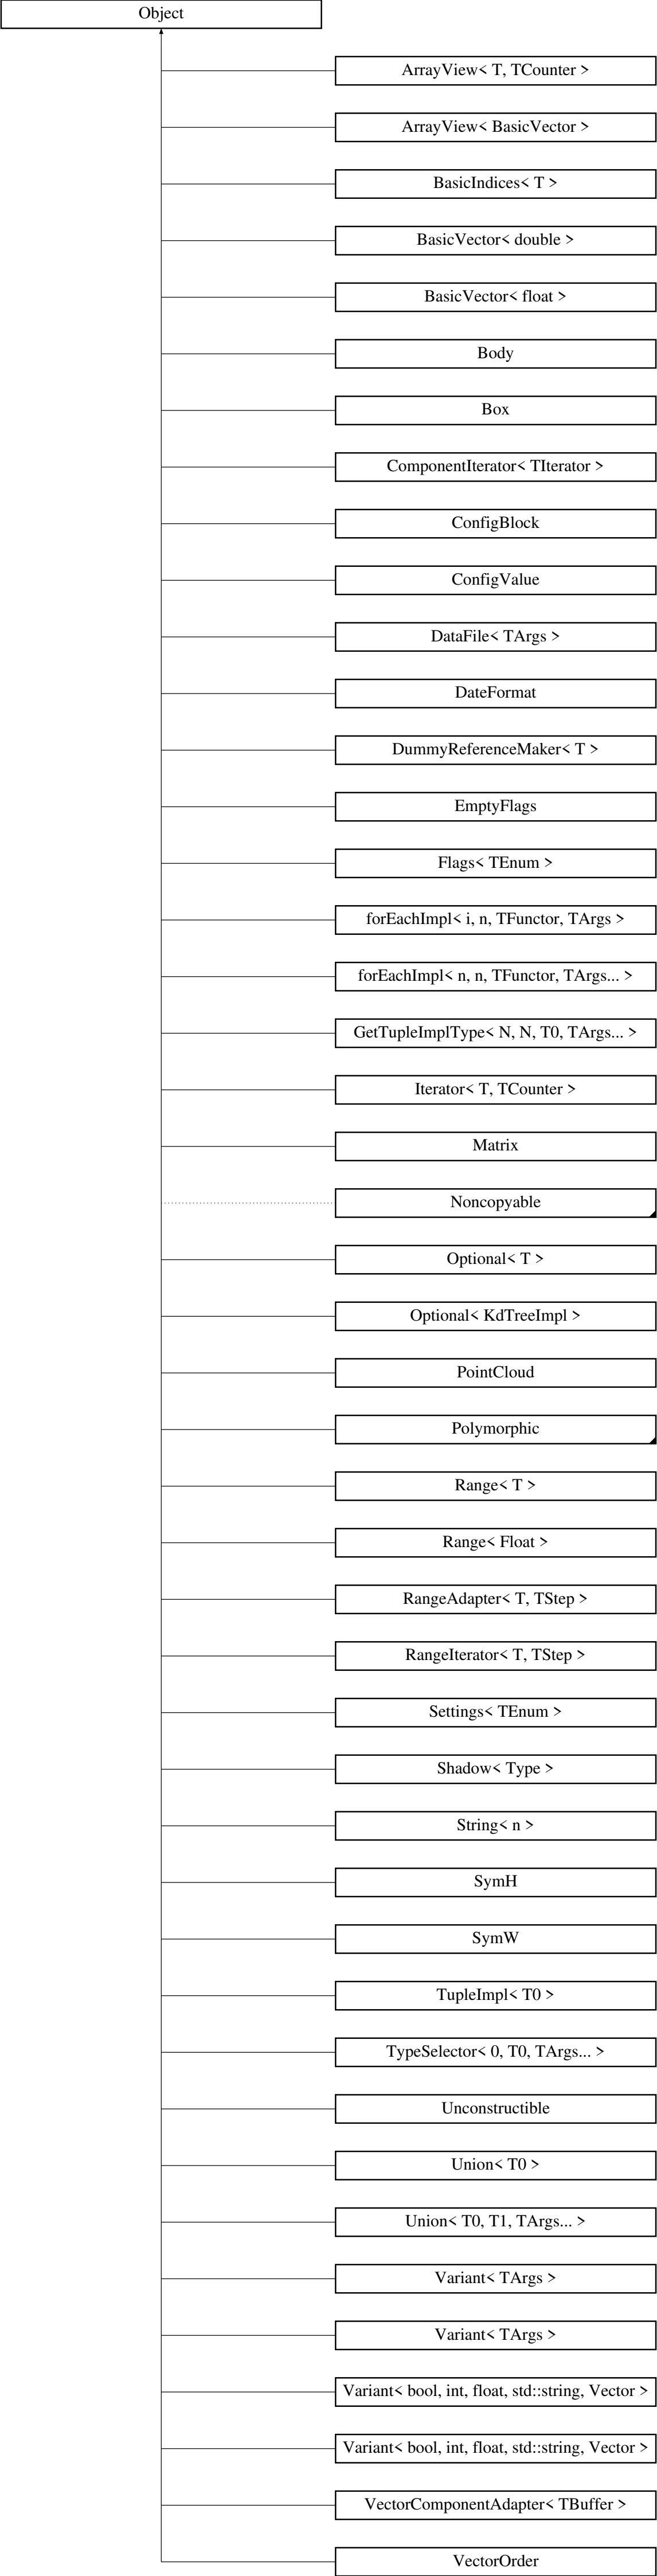 Object
ArrayView< T, TCounter >
ArrayView< BasicVector >
BasicIndices< T >
BasicVector< double >
BasicVector< float >
Body
Box
ComponentIterator< TIterator >
ConfigBlock
ConfigValue
DataFile< TArgs >
DateFormat
DummyReferenceMaker< T >
EmptyFlags
Flags< TEnum >
forEachImpl< i, n, TFunctor, TArgs >
forEachImpl< n, n, TFunctor, TArgs... >
GetTupleImplType< N, N, T0, TArgs... >
Iterator< T, TCounter >
Matrix
Noncopyable
Optional< T >
Optional< KdTreeImpl >
PointCloud
Polymorphic
Range< T >
Range< Float >
RangeAdapter< T, TStep >
RangeIterator< T, TStep >
Settings< TEnum >
Shadow< Type >
String< n >
SymH
SymW
TupleImpl< T0 >
TypeSelector< 0, T0, TArgs... >
Unconstructible
Union< T0 >
Union< T0, T1, TArgs... >
Variant< TArgs >
Variant< TArgs >
Variant< bool, int, float, std::string, Vector >
Variant< bool, int, float, std::string, Vector >
VectorComponentAdapter< TBuffer >
VectorOrder